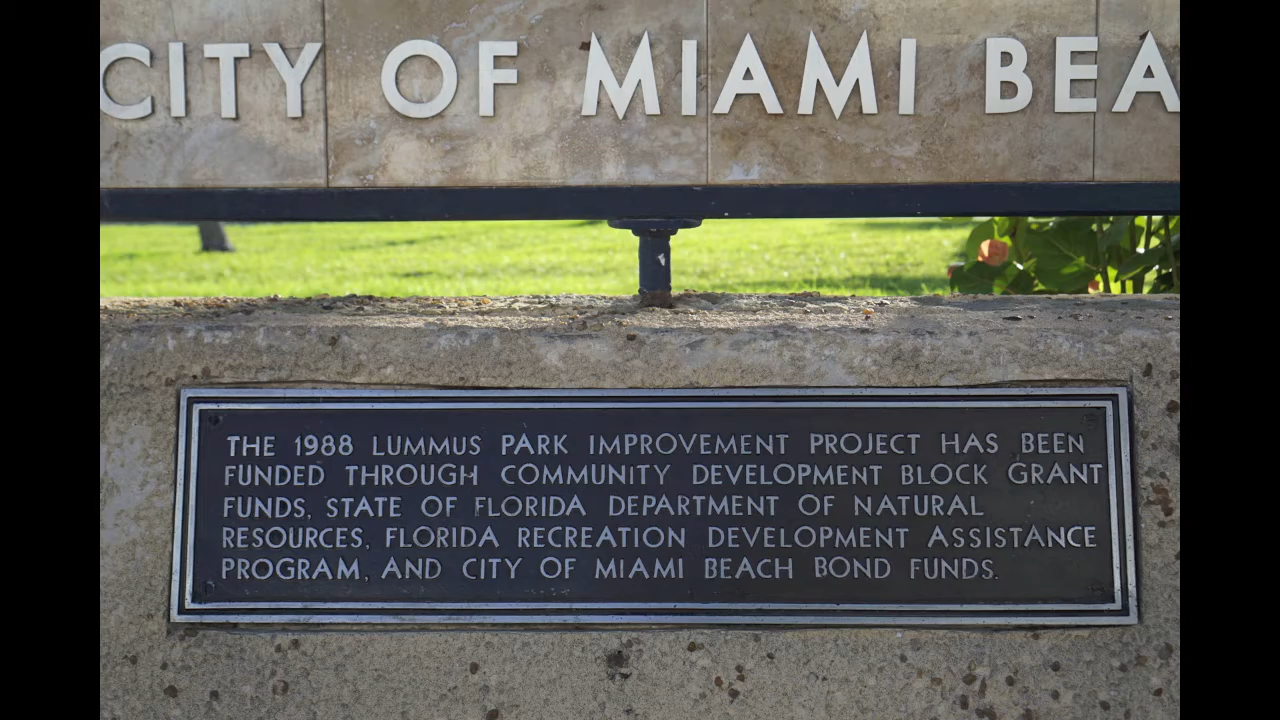 CITY OF MIAMI BEA
THE 1988 LUMMUS PARK IMPROVEMENT PROJECT HAS BEEN
FUNDED THROUGH COMMUNITY DEVELOPMENT BLOCK GRANT
FUNDS, STATE OF FLORIDA DEPARTMENT OF NATURAL
RESOURCES, FLORIDA RECREATION DEVELOPMENT ASSISTANCE
PROGRAM, AND CITY OF MIAMI BEACH BOND FUNDS.